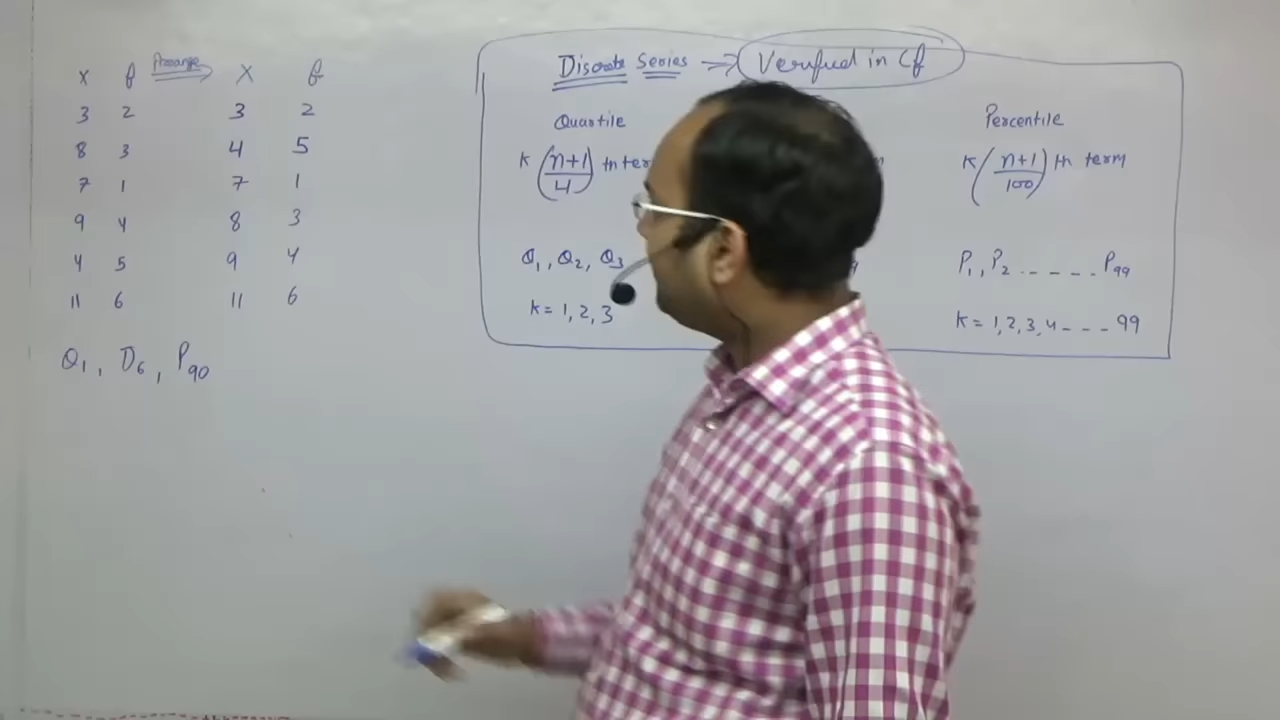 X f Arrange X f
3 2 3 2
8 3 4 5
7 1 7 1
9 4 8 3
4 5 9 4
11 6 11 6
Q1, D6, P90
Discrete Series → Verified in Cf
Quartile
K (n+1/4) th ter
Q1, Q2, Q3
K = 1, 2, 3
Percentile
K (n+1/100) th term
P1, P2 ----- P99
K = 1, 2, 3, 4 --- 99